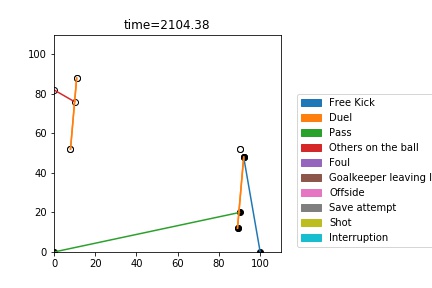 time=2104.38
100
80
60
40
20
0
0
20
40
60
80
100
Free Kick
Duel
Pass
Others on the ball
Foul
Goalkeeper leaving l
Offside
Save attempt
Shot
Interruption